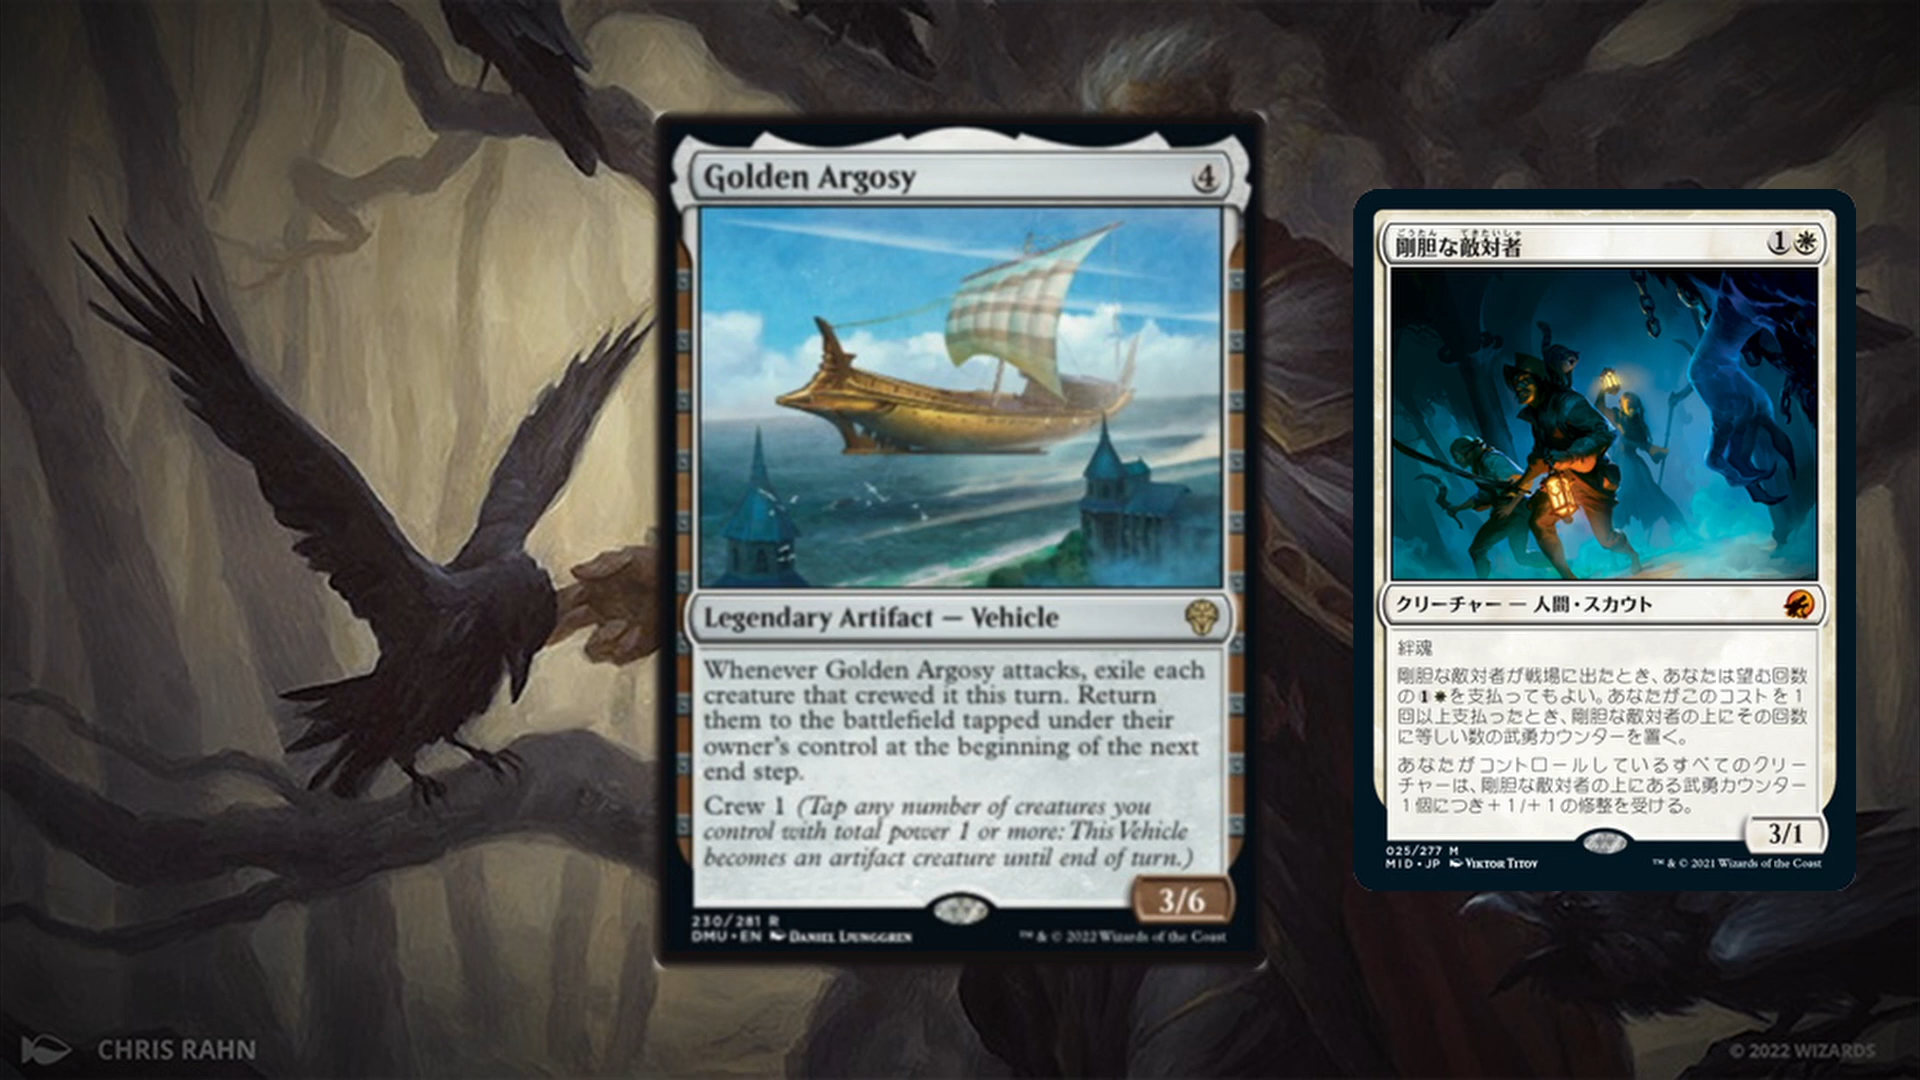 Golden Argosy 4
Legendary Artifact — Vehicle
Whenever Golden Argosy attacks, exile each
creature that crewed it this turn. Return
them to the battlefield tapped under their
owner's control at the beginning of the next
end step.
Crew 1 (Tap any number of creatures you
control with total power 1 or more: This Vehicle
becomes an artifact creature until end of turn.)
3/6
230/281 R
DMU • EN DANIEL LJUNGGREN
™ & © 2022 Wizards of the Coast
ごうたん てきたいしゃ
剛胆な敵対者 1
クリーチャー — 人間・スカウト
絆魂
剛胆な敵対者が戦場に出たとき、あなたは望む回数
の1を支払ってもよい。あなたがこのコストを1
回以上支払ったとき、剛胆な敵対者の上にその回数
に等しい数の武勇カウンターを置く。
あなたがコントロールしているすべてのクリー
チャーは、剛胆な敵対者の上にある武勇カウンター
1個につき+1/+1の修整を受ける。
3/1
025/277 M
MID • JP VIKTOR TITOV
™ & © 2021 Wizards of the Coast
CHRIS RAHN
© 2022 WIZARDS